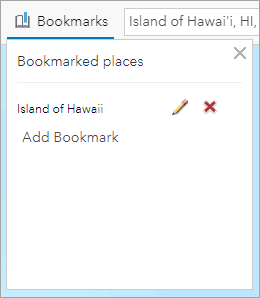 Bookmarks
Island of Hawai'i, HI,
Bookmarked places
Island of Hawaii
Add Bookmark